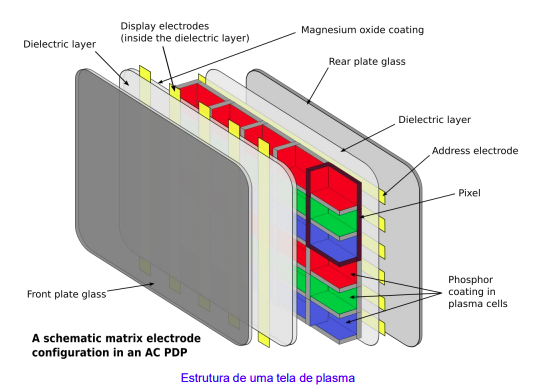 Display electrodes
(inside the dielectric layer)
Magnesium oxide coating
Dielectric layer
Rear plate glass
Dielectric layer
Address electrode
Pixel
Phosphor
coating in
plasma cells
Front plate glass
A schematic matrix electrode
configuration in an AC PDP
Estrutura de uma tela de plasma